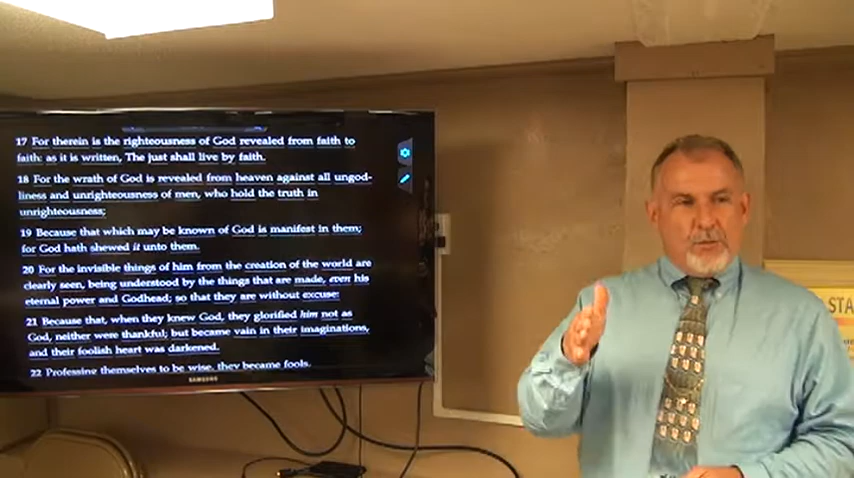 17 For therein is the righteousness of God revealed from faith to
faith: as it is written, The just shall live by faith.
18 For the wrath of God is revealed from heaven against all ungod-
liness and unrighteousness of men, who hold the truth in
unrighteousness;
19 Because that which may be known of God is manifest in them;
for God hath shewed it unto them.
20 For the invisible things of him from the creation of the world are
clearly seen, being understood by the things that are made, even his
eternal power and Godhead; so that they are without excuse:
21 Because that, when they knew God, they glorified him not as
God, neither were thankful; but became vain in their imaginations,
and their foolish heart was darkened.
22 Professing themselves to be wise, they became fools.
SAMSUNG
STA